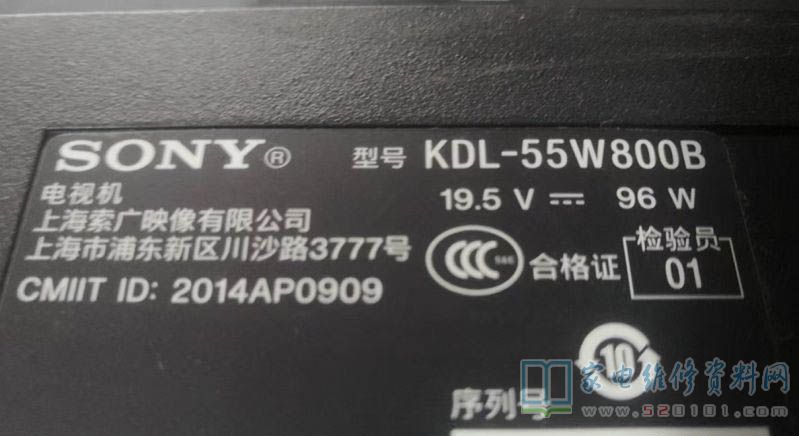 SONY® 型号 KDL-55W800B
电视机 19.5 V ⎓ 96 W
上海索广映像有限公司
上海市浦东新区川沙路3777号
CCC S&E 合格证 检验员 01
CMIIT ID: 2014AP0909
10
序列号
家电维修资料网
www.520101.com